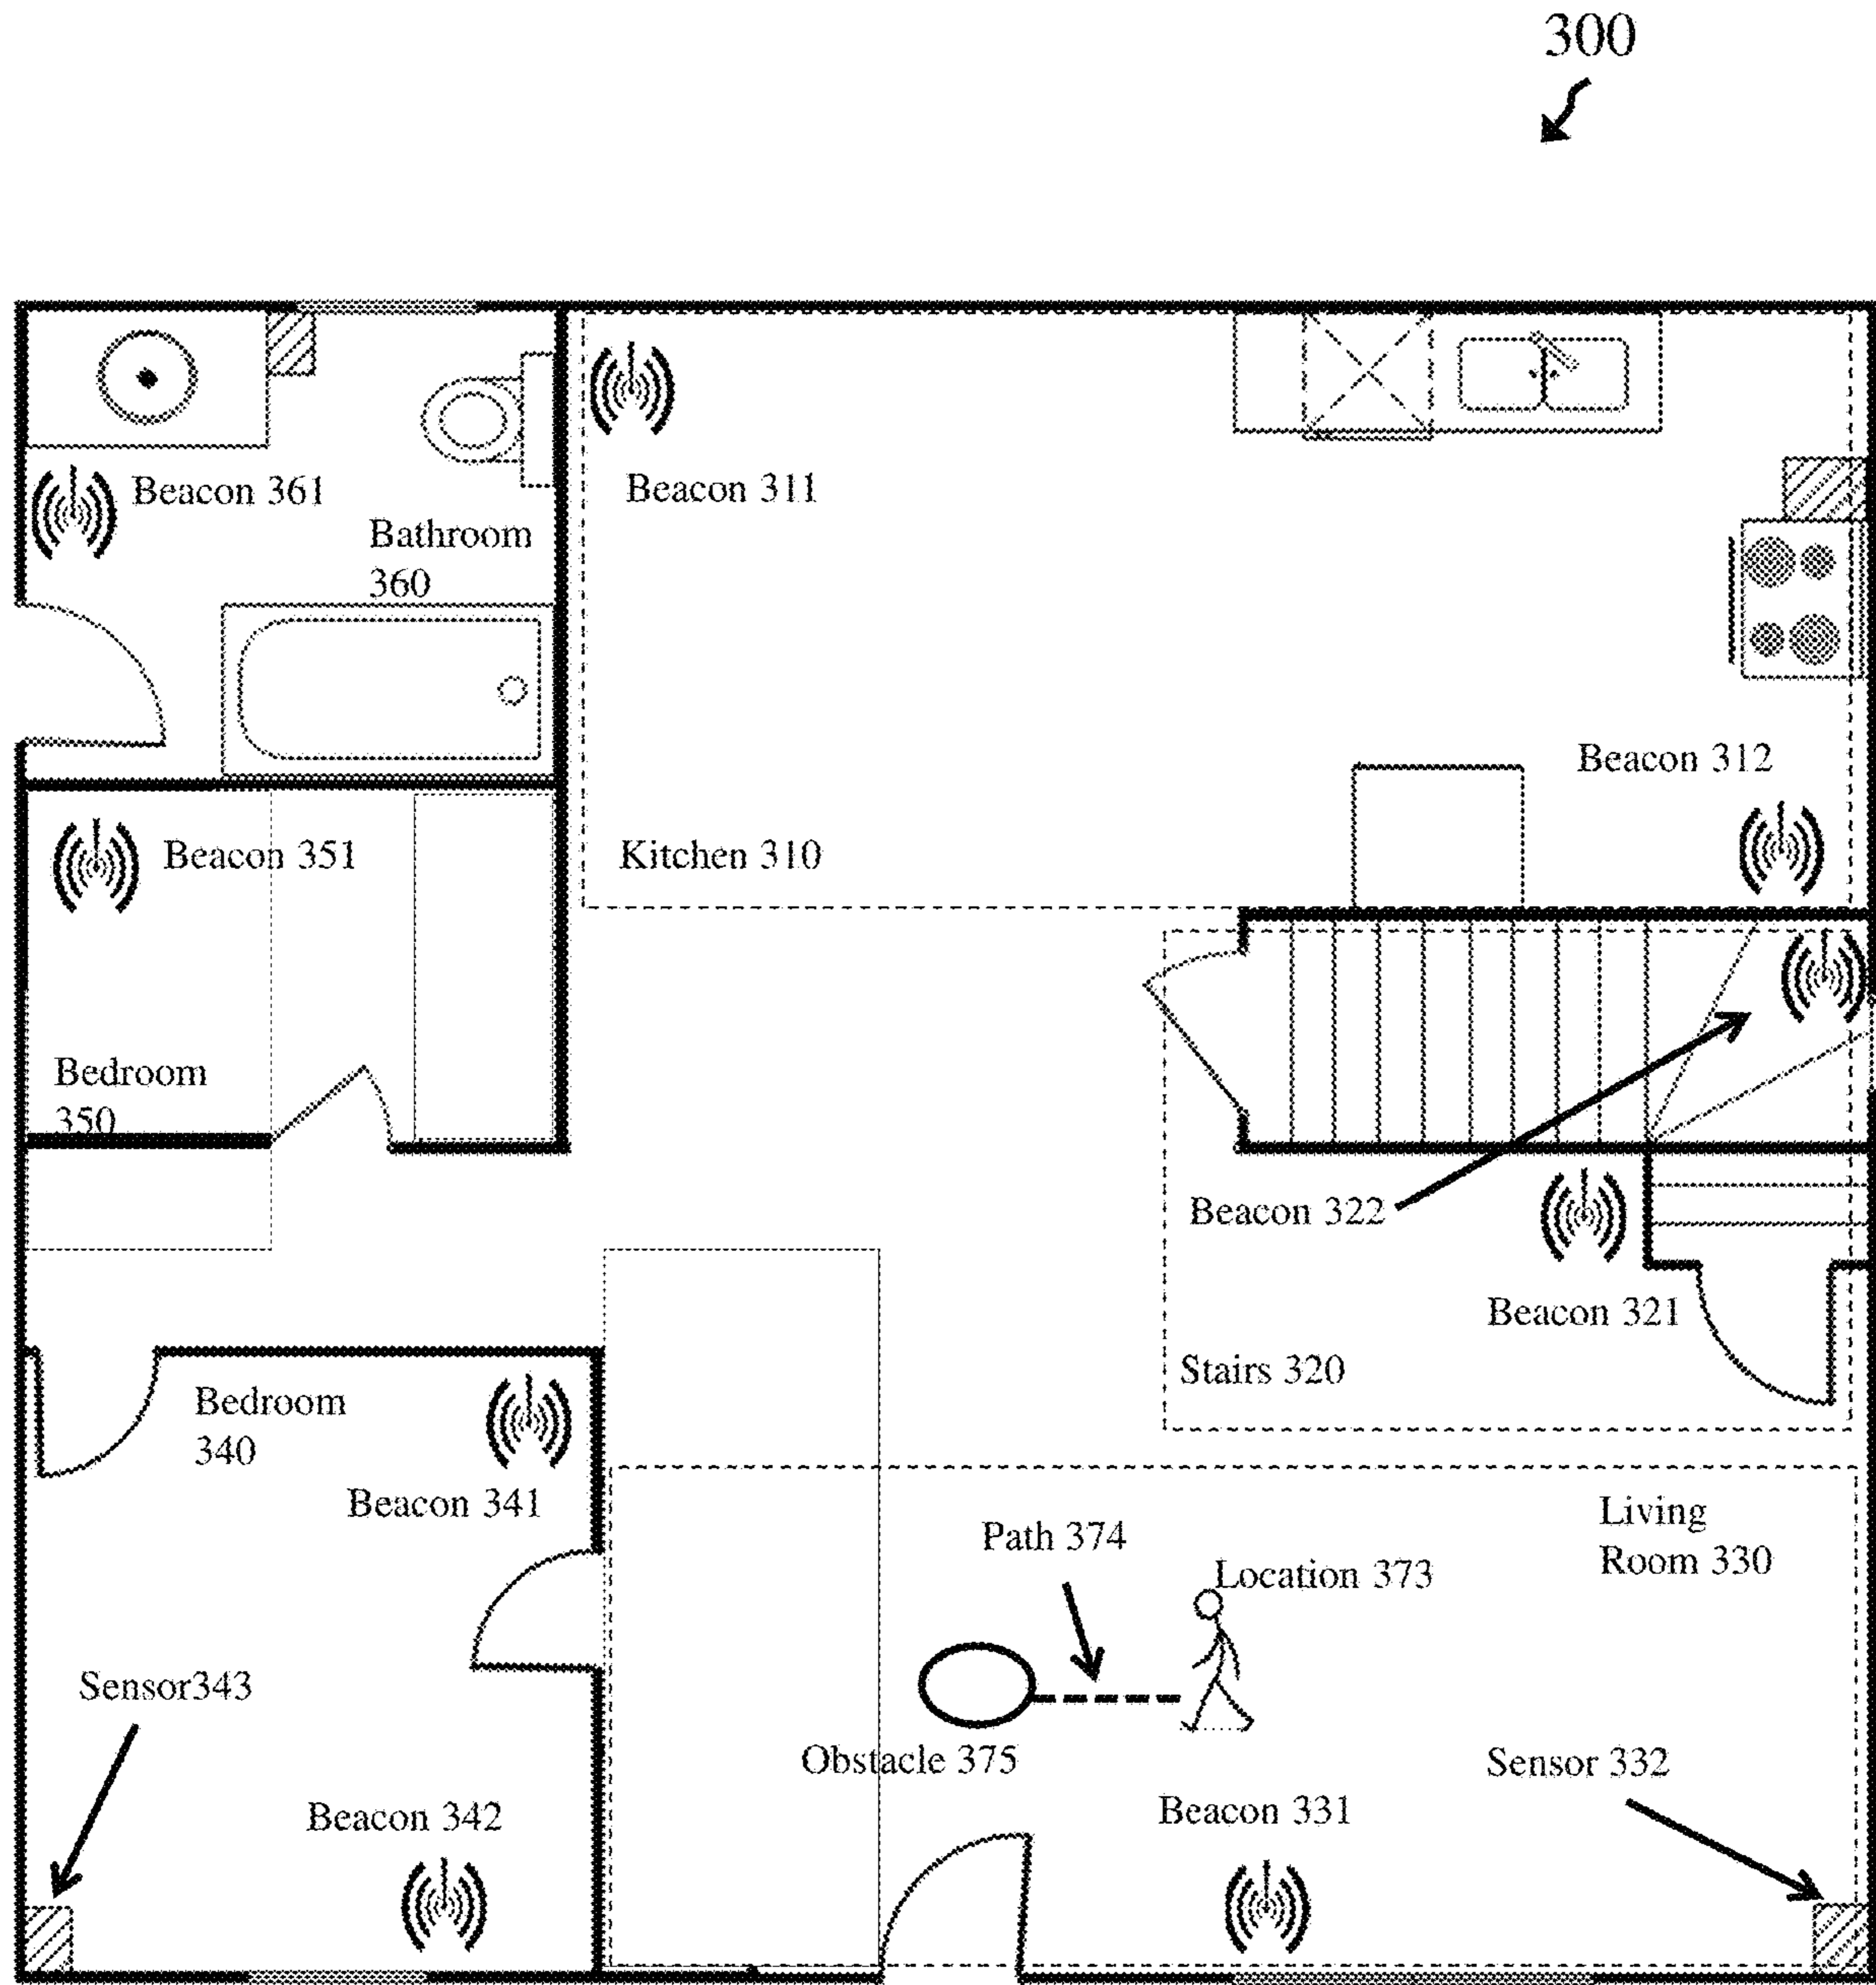 300
Beacon 361
Beacon 311
Bathroom
360
Beacon 312
Beacon 351
Kitchen 310
Bedroom
350
Beacon 322
Beacon 321
Stairs 320
Bedroom
340
Beacon 341
Living
Room 330
Path 374
Location 373
Sensor343
Obstacle 375
Sensor 332
Beacon 342
Beacon 331